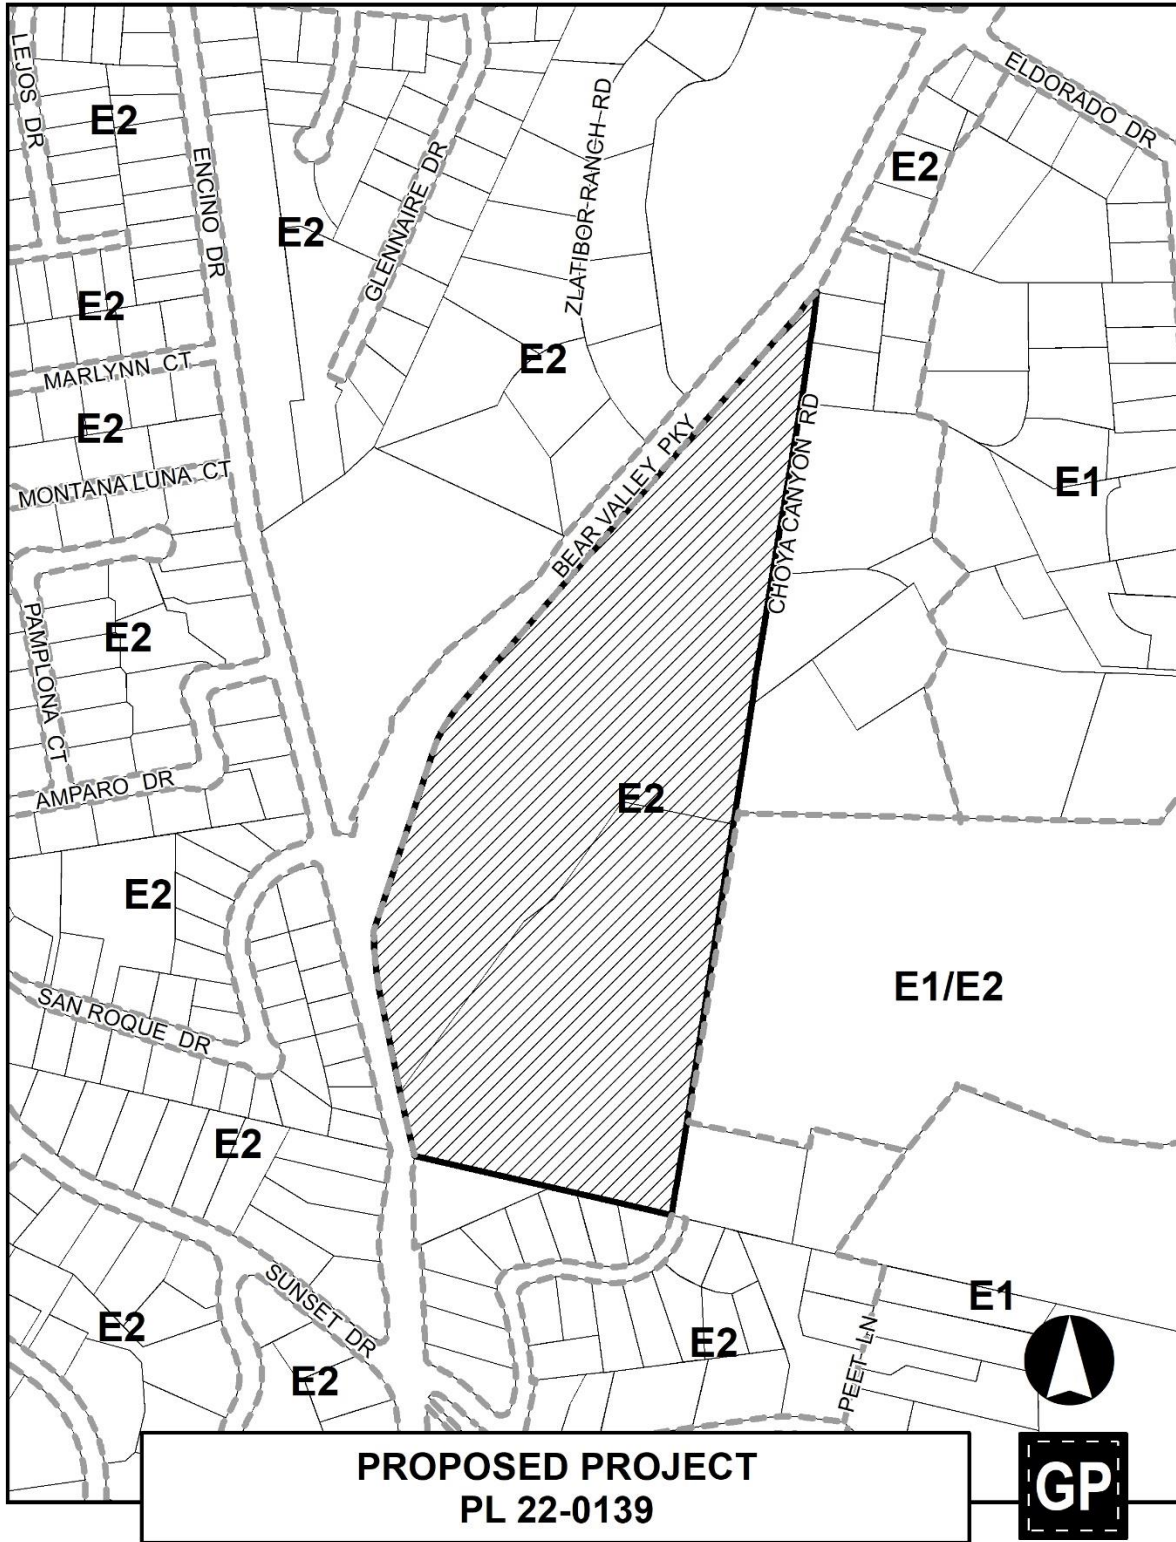 LEJOS DR
E2
ENCINO DR
E2
GLENNAIRE DR
ZLATIBOR RANCH RD
ELDORADO DR
E2
E2
MARLYNN CT
E2
E2
MONTANA LUNA CT
BEAR VALLEY PKY
CHOYA CANYON RD
E1
PAMPLONA CT
E2
AMPARO DR
E2
E2
SAN ROQUE DR
E1/E2
E2
SUNSET DR
E2
E2
E2
PEET LN
E1
PROPOSED PROJECT
PL 22-0139
GP